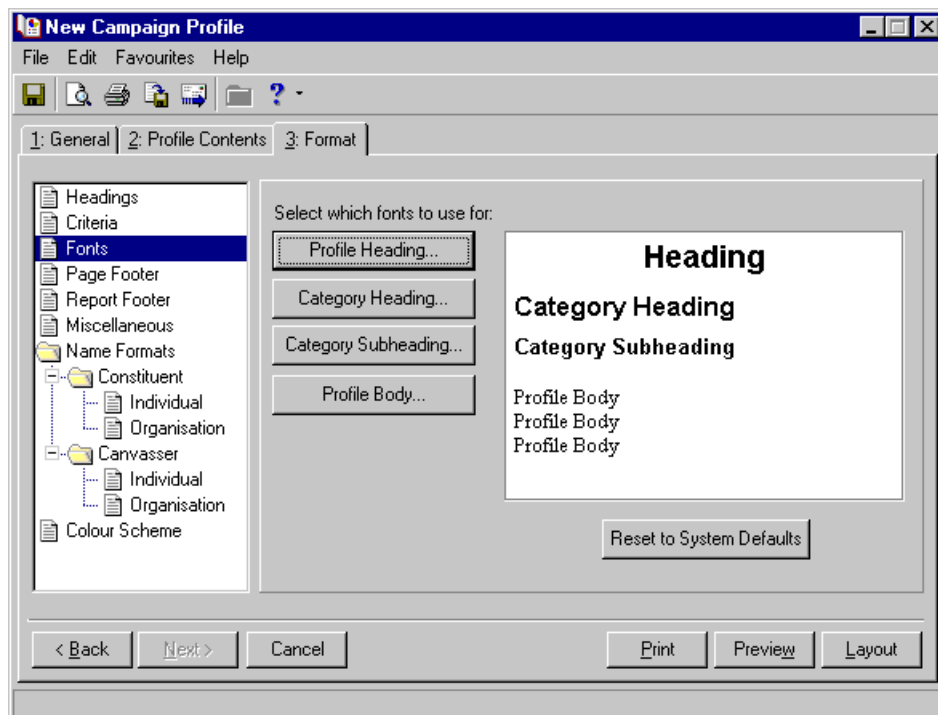 New Campaign Profile
File Edit Favourites Help
1: General 2: Profile Contents 3: Format
Headings
Criteria
Fonts
Page Footer
Report Footer
Miscellaneous
Name Formats
Constituent
Individual
Organisation
Canvasser
Individual
Organisation
Colour Scheme
Select which fonts to use for:
Profile Heading...
Category Heading...
Category Subheading...
Profile Body...
Heading
Category Heading
Category Subheading
Profile Body
Profile Body
Profile Body
Reset to System Defaults
< Back Next > Cancel Print Preview Layout